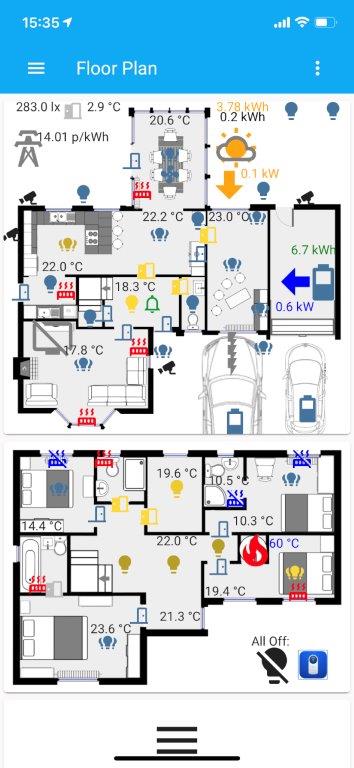 15:35
Floor Plan
283.0 lx 2.9 °C
3.78 kWh
0.2 kWh
20.6 °C
14.01 p/kWh
0.1 kW
22.2 °C
23.0 °C
6.7 kWh
22.0 °C
18.3 °C
0.6 kW
17.8 °C
19.6 °C
10.5 °C
14.4 °C
10.3 °C
22.0 °C
60 °C
19.4 °C
21.3 °C
23.6 °C
All Off: